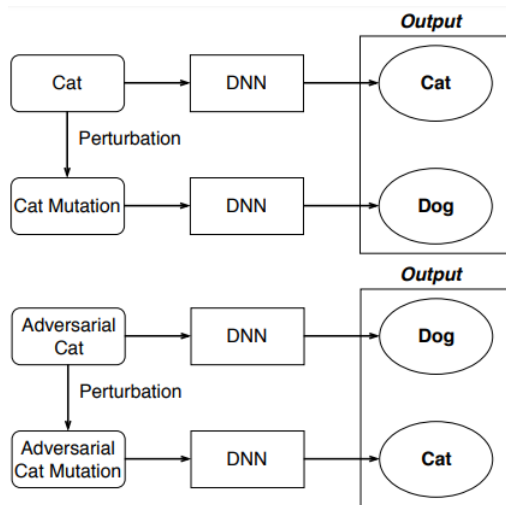 Output
Cat
DNN
Cat
Perturbation
Cat Mutation
DNN
Dog
Output
Adversarial
Cat
DNN
Dog
Perturbation
Adversarial
Cat Mutation
DNN
Cat